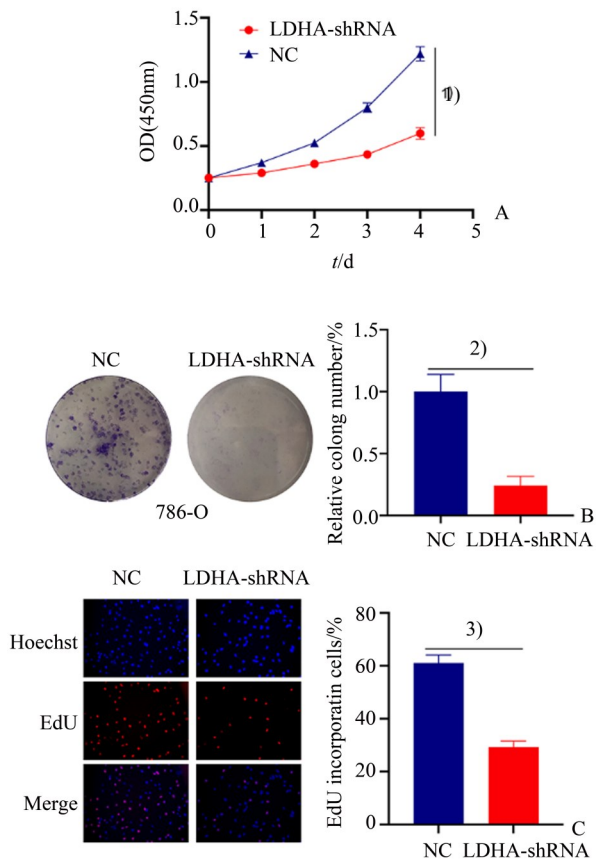 LDHA-shRNA
NC
OD(450nm)
1.5
1.0
0.5
0.0
0 1 2 3 4 5
t/d
A
NC LDHA-shRNA
786-O
Relative colong number/%
1.5
1.0
0.5
0.0
2)
NC LDHA-shRNA
B
NC LDHA-shRNA
Hoechst
EdU
Merge
EdU incorporatin cells/%
80
60
40
20
0
3)
NC LDHA-shRNA
C